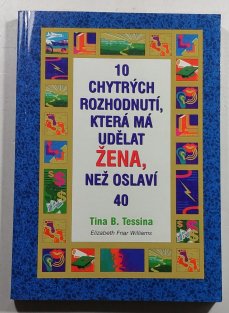 10
CHYTRÝCH
ROZHODNUTÍ,
KTERÁ MÁ
UDĚLAT
ŽENA,
NEŽ OSLAVÍ
40
Tina B. Tessina
Elizabeth Friar Williams